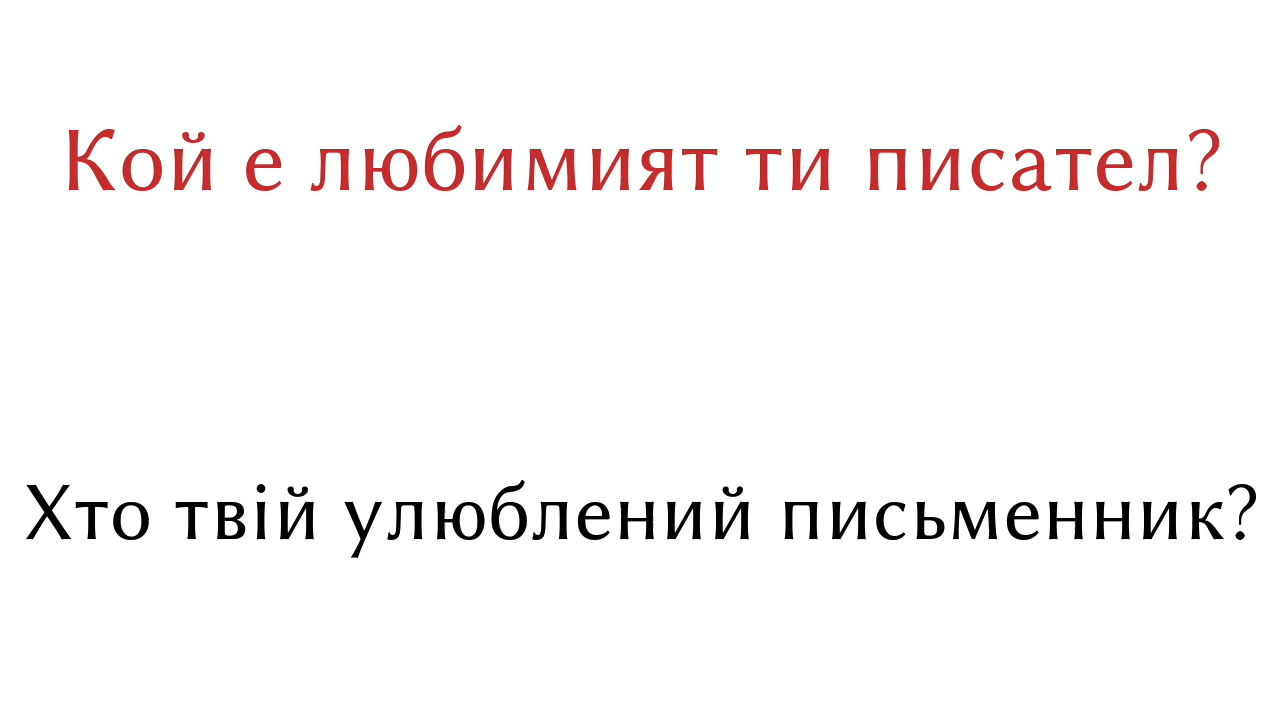 Кой е любимият ти писател?
Хто твій улюблений письменник?